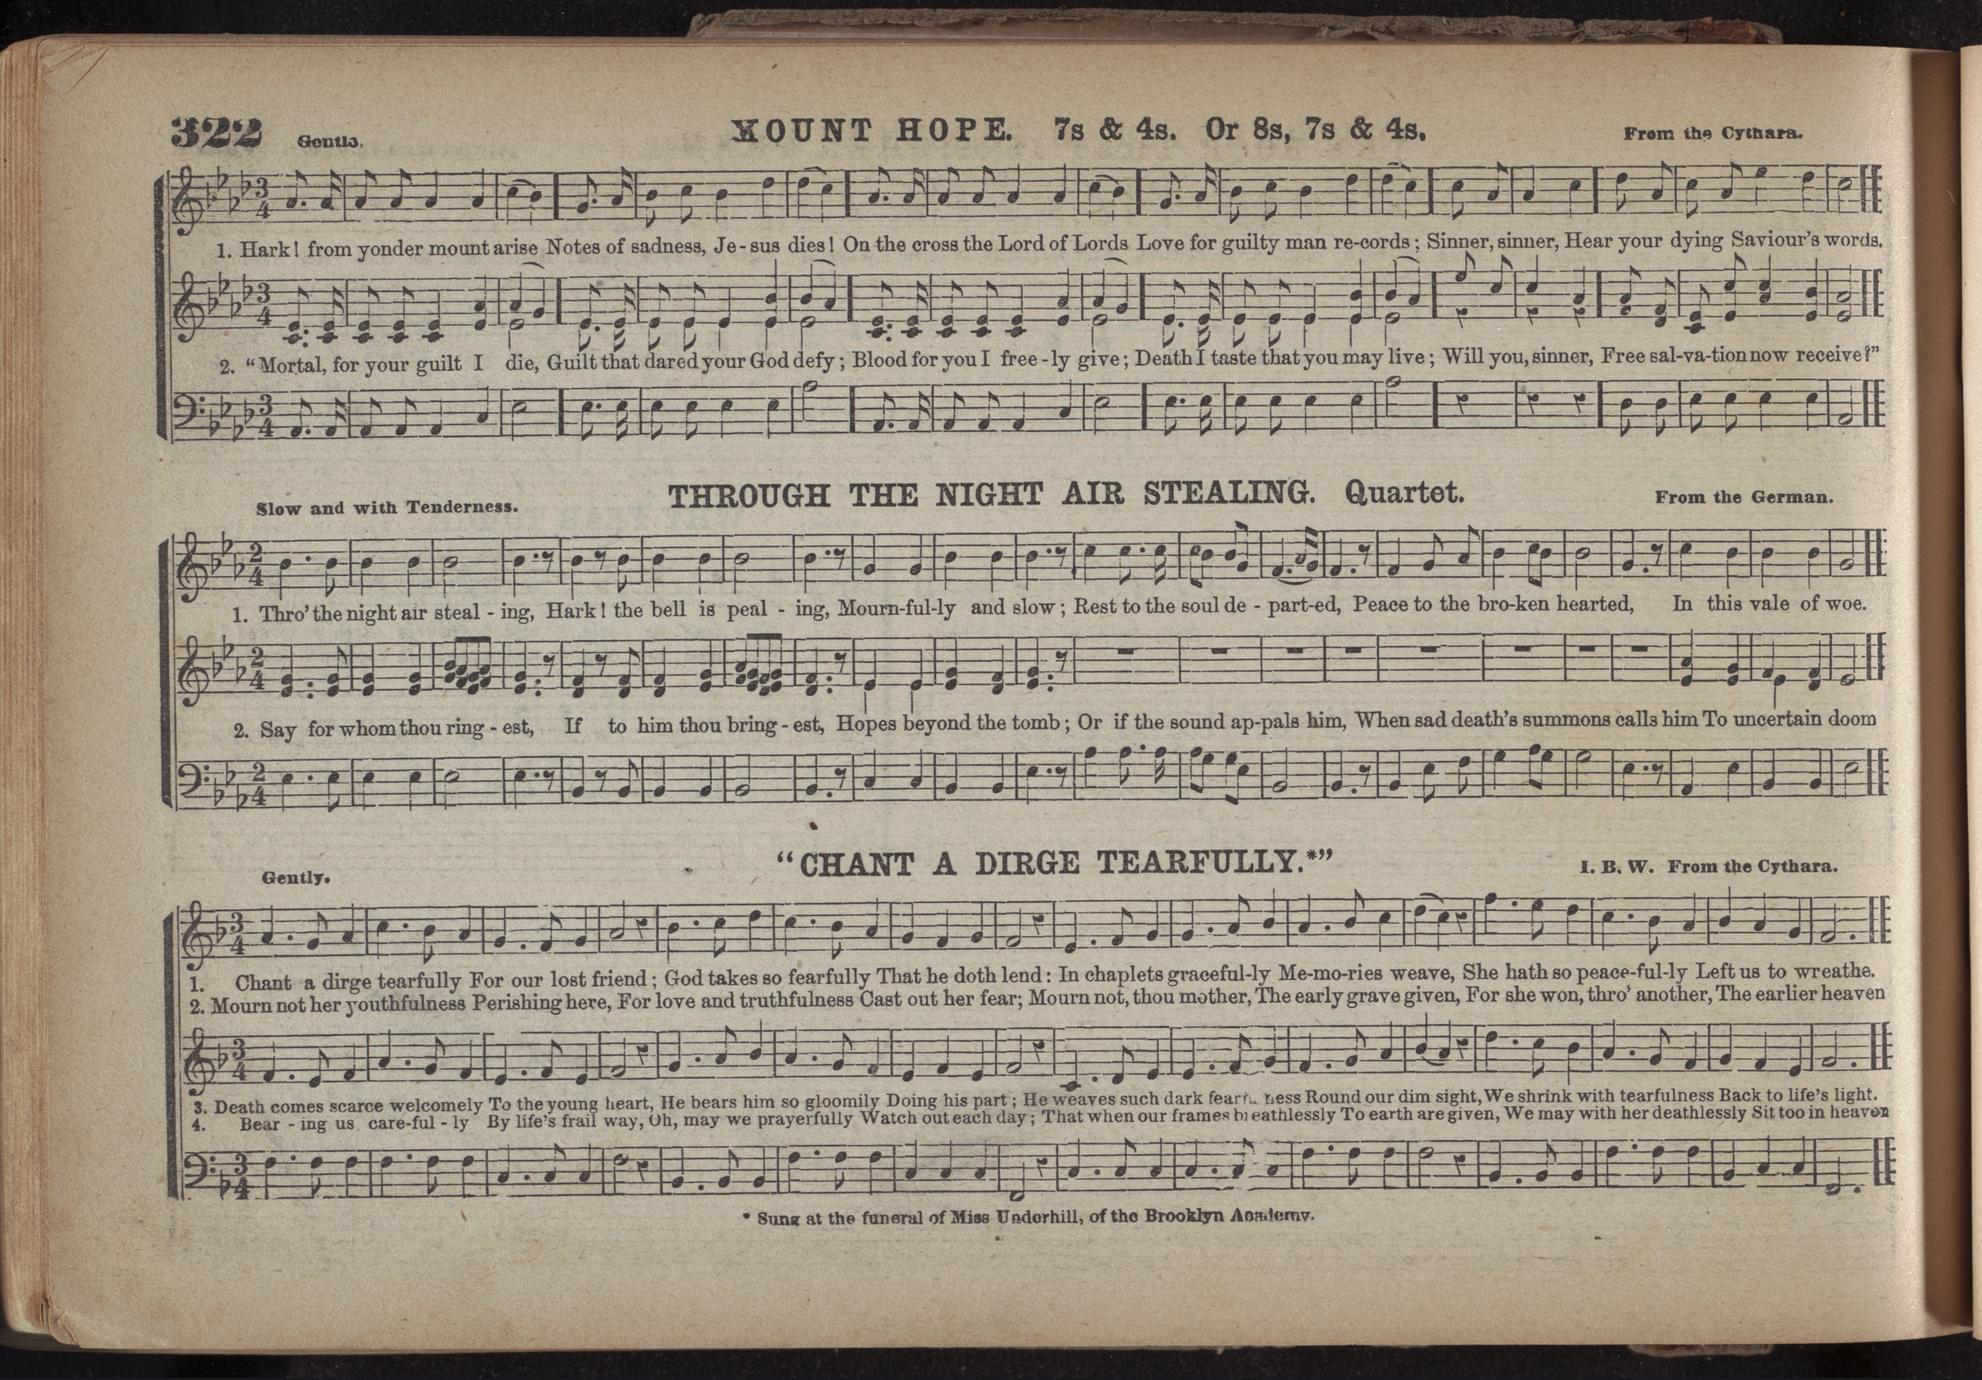 322 Gentle. MOUNT HOPE. 7s & 4s. Or 8s, 7s & 4s. From the Cythara.
1. Hark! from yonder mount arise Notes of sadness, Je-sus dies! On the cross the Lord of Lords Love for guilty man re-cords; Sinner, sinner, Hear your dying Saviour's words.
2. "Mortal, for your guilt I die, Guilt that dared your God defy; Blood for you I free-ly give; Death I taste that you may live; Will you, sinner, Free sal-va-tion now receive?"
Slow and with Tenderness. THROUGH THE NIGHT AIR STEALING. Quartet. From the German.
1. Thro' the night air steal - ing, Hark! the bell is peal - ing, Mourn-ful-ly and slow; Rest to the soul de - part-ed, Peace to the bro-ken hearted, In this vale of woe.
2. Say for whom thou ring - est, If to him thou bring - est, Hopes beyond the tomb; Or if the sound ap-pals him, When sad death's summons calls him To uncertain doom
Gently. "CHANT A DIRGE TEARFULLY.*" I. B. W. From the Cythara.
1. Chant a dirge tearfully For our lost friend; God takes so fearfully That he doth lend: In chaplets graceful-ly Me-mo-ries weave, She hath so peace-ful-ly Left us to wreathe.
2. Mourn not her youthfulness Perishing here, For love and truthfulness Cast out her fear; Mourn not, thou mother, The early grave given, For she won, thro' another, The earlier heaven
3. Death comes scarce welcomely To the young heart, He bears him so gloomily Doing his part; He weaves such dark Round our dim sight, We shrink with tearfulness Back to life's light.
4. Bear - ing us care-ful - ly By life's frail way, Oh, may we prayerfully Watch out each day; That when our frames breathlessly To earth are given, We may with her deathlessly Sit too in heaven
* Sung at the funeral of Miss Underhill, of the Brooklyn Academy.